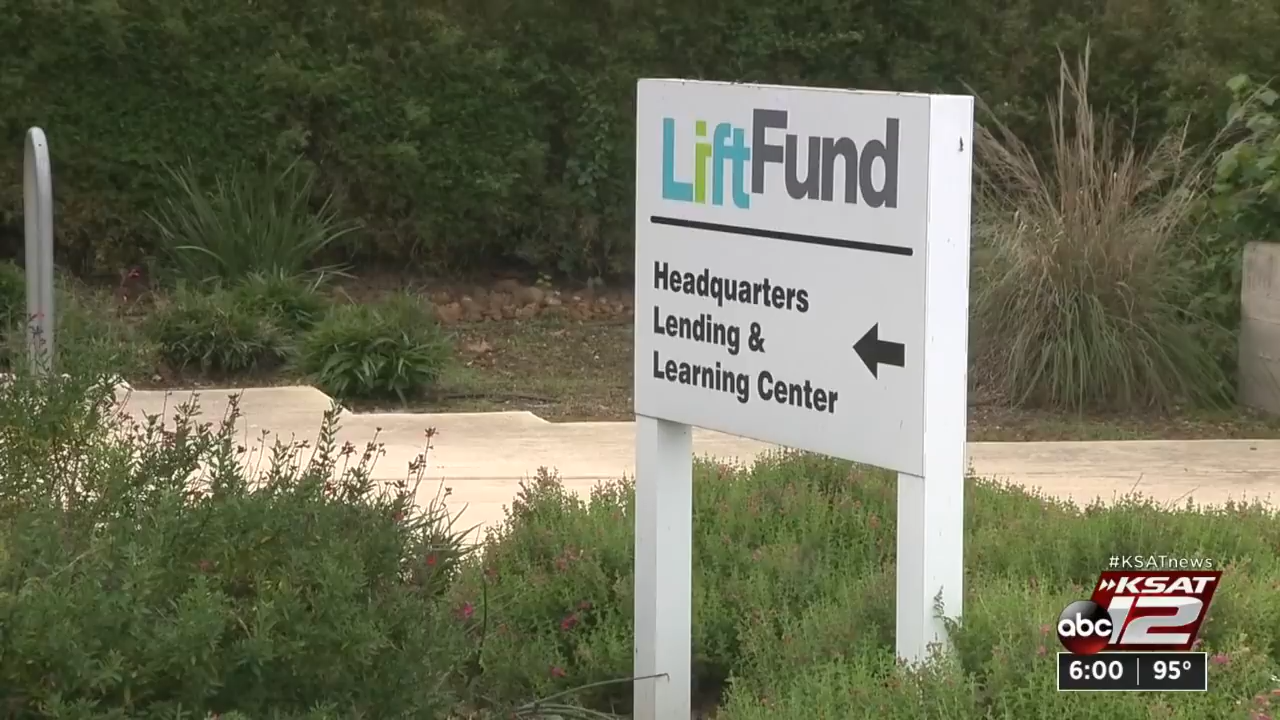 LiftFund
Headquarters
Lending &
Learning Center
#KSATnews
KSAT
abc 12
6:00 95°